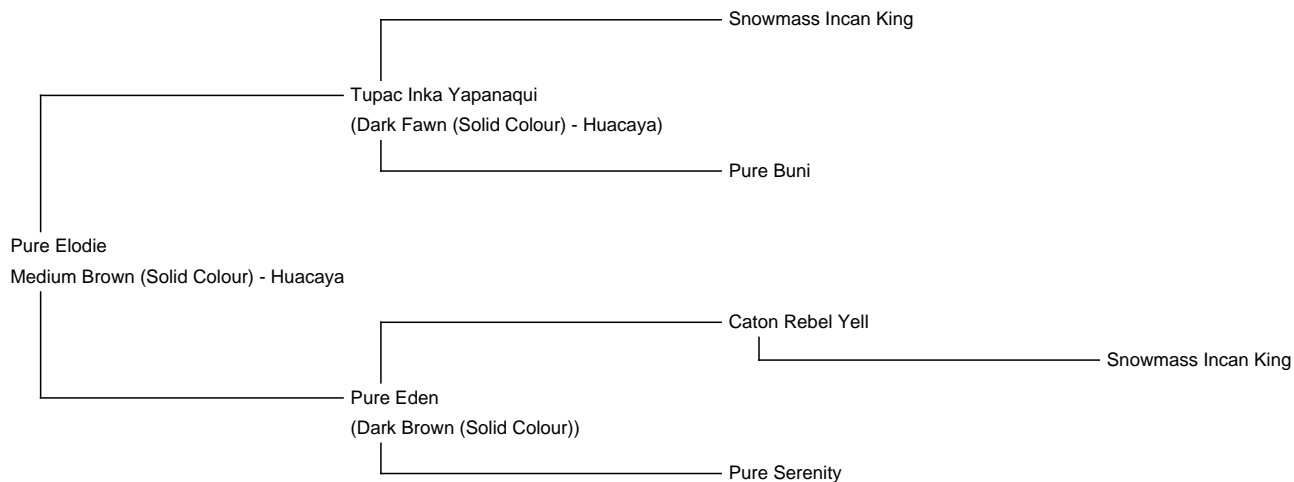 Snowmass Incan King
Tupac Inka Yapanaqui
(Dark Fawn (Solid Colour) - Huacaya)
Pure Buni
Pure Elodie
Medium Brown (Solid Colour) - Huacaya
Caton Rebel Yell
Snowmass Incan King
Pure Eden
(Dark Brown (Solid Colour))
Pure Serenity